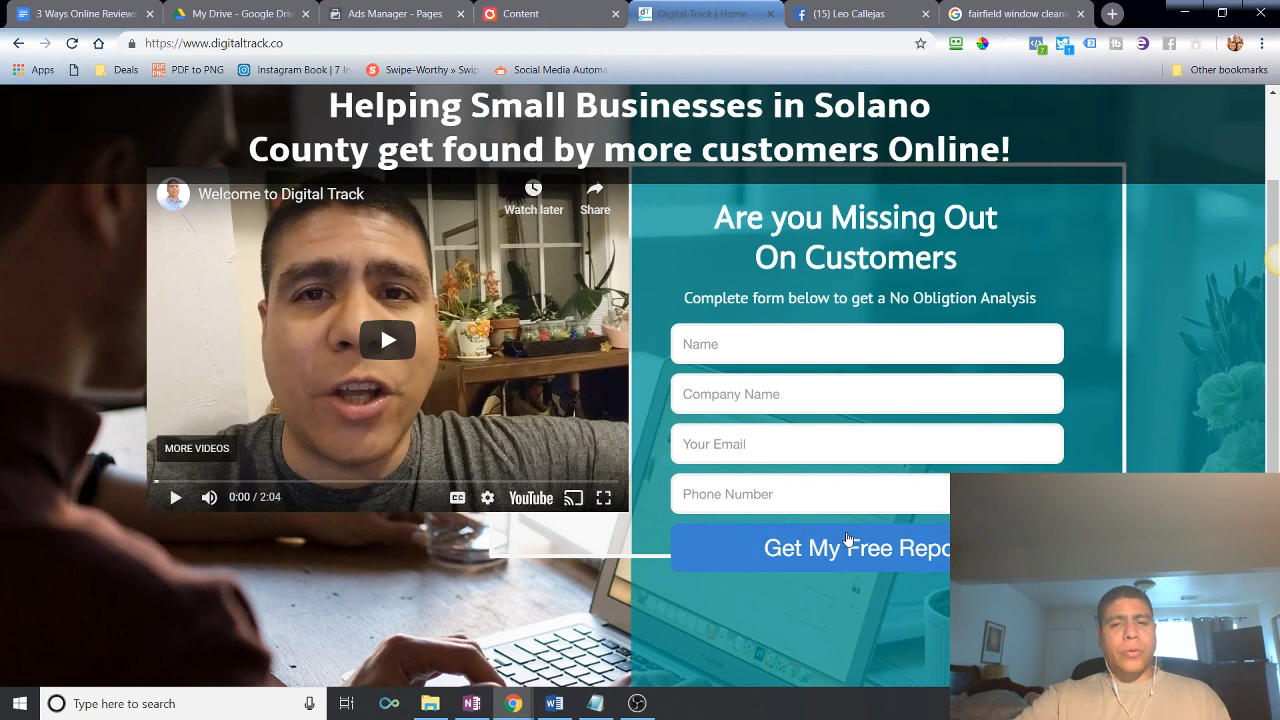 3 Ways Online Reviews
My Drive - Google Driv
Ads Manager - Pages
Content
Digital Track | Home
(15) Leo Callejas
fairfield window cleanin
https://www.digitaltrack.co
7
1
Apps
Deals
PDF to PNG
Instagram Book | 7 In
Swipe-Worthy » Swip
Social Media Automa
Other bookmarks
Helping Small Businesses in Solano
County get found by more customers Online!
Welcome to Digital Track
Watch later
Share
MORE VIDEOS
0:00 / 2:04
CC
YouTube
Are you Missing Out
On Customers
Complete form below to get a No Obligtion Analysis
Name
Company Name
Your Email
Phone Number
Get My Free Repo
Type here to search